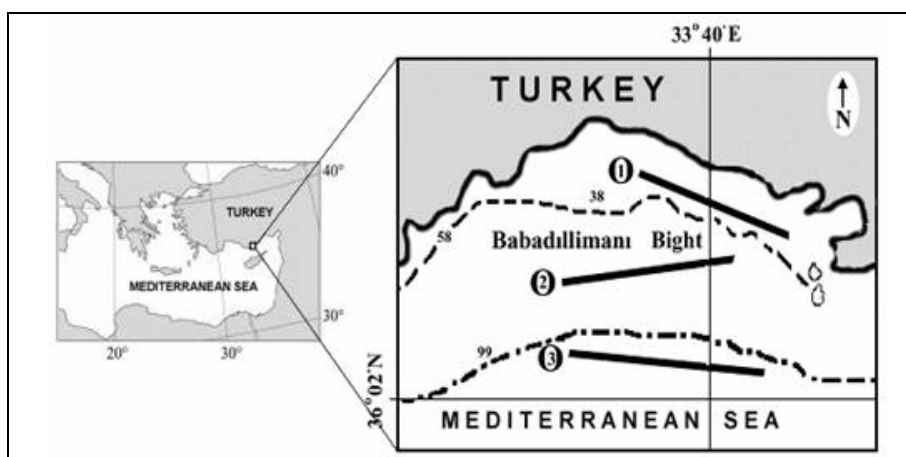 33°40'E
TURKEY
N
40°
1
TURKEY
38
58
Babadıllimanı Bight
2
MEDITERRANEAN SEA
30°
99
3
20°
30°
36°02'N
MEDITERRANEAN SEA